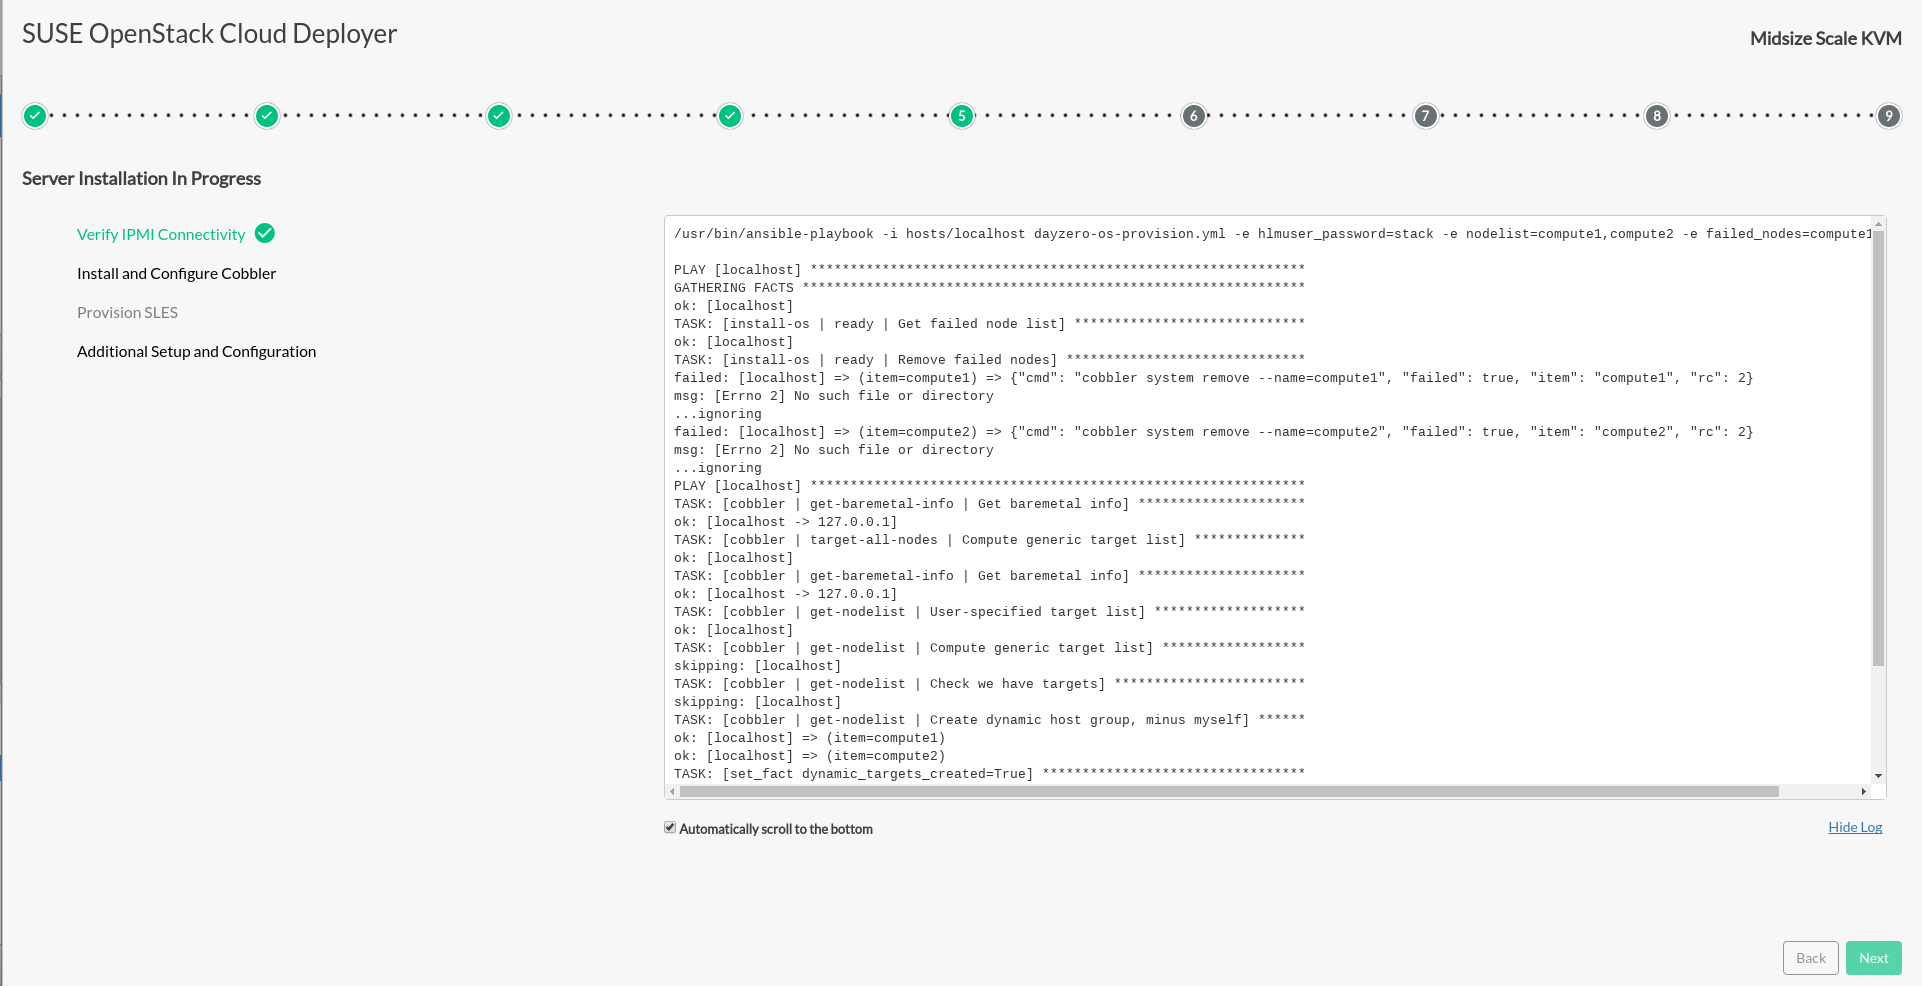 SUSE OpenStack Cloud Deployer
Midsize Scale KVM
5 6 7 8 9
Server Installation In Progress
Verify IPMI Connectivity
Install and Configure Cobbler
Provision SLES
Additional Setup and Configuration
/usr/bin/ansible-playbook -i hosts/localhost dayzero-os-provision.yml -e hlmuser_password=stack -e nodelist=compute1,compute2 -e failed_nodes=compute1
PLAY [localhost] **************************************************************
GATHERING FACTS ***************************************************************
ok: [localhost]
TASK: [install-os | ready | Get failed node list] *****************************
ok: [localhost]
TASK: [install-os | ready | Remove failed nodes] ******************************
failed: [localhost] => (item=compute1) => {"cmd": "cobbler system remove --name=compute1", "failed": true, "item": "compute1", "rc": 2}
msg: [Errno 2] No such file or directory
...ignoring
failed: [localhost] => (item=compute2) => {"cmd": "cobbler system remove --name=compute2", "failed": true, "item": "compute2", "rc": 2}
msg: [Errno 2] No such file or directory
...ignoring
PLAY [localhost] **************************************************************
TASK: [cobbler | get-baremetal-info | Get baremetal info] *********************
ok: [localhost -> 127.0.0.1]
TASK: [cobbler | target-all-nodes | Compute generic target list] **************
ok: [localhost]
TASK: [cobbler | get-baremetal-info | Get baremetal info] *********************
ok: [localhost -> 127.0.0.1]
TASK: [cobbler | get-nodelist | User-specified target list] *******************
ok: [localhost]
TASK: [cobbler | get-nodelist | Compute generic target list] ******************
skipping: [localhost]
TASK: [cobbler | get-nodelist | Check we have targets] ************************
skipping: [localhost]
TASK: [cobbler | get-nodelist | Create dynamic host group, minus myself] ******
ok: [localhost] => (item=compute1)
ok: [localhost] => (item=compute2)
TASK: [set_fact dynamic_targets_created=True] *********************************
Automatically scroll to the bottom
Hide Log
Back
Next